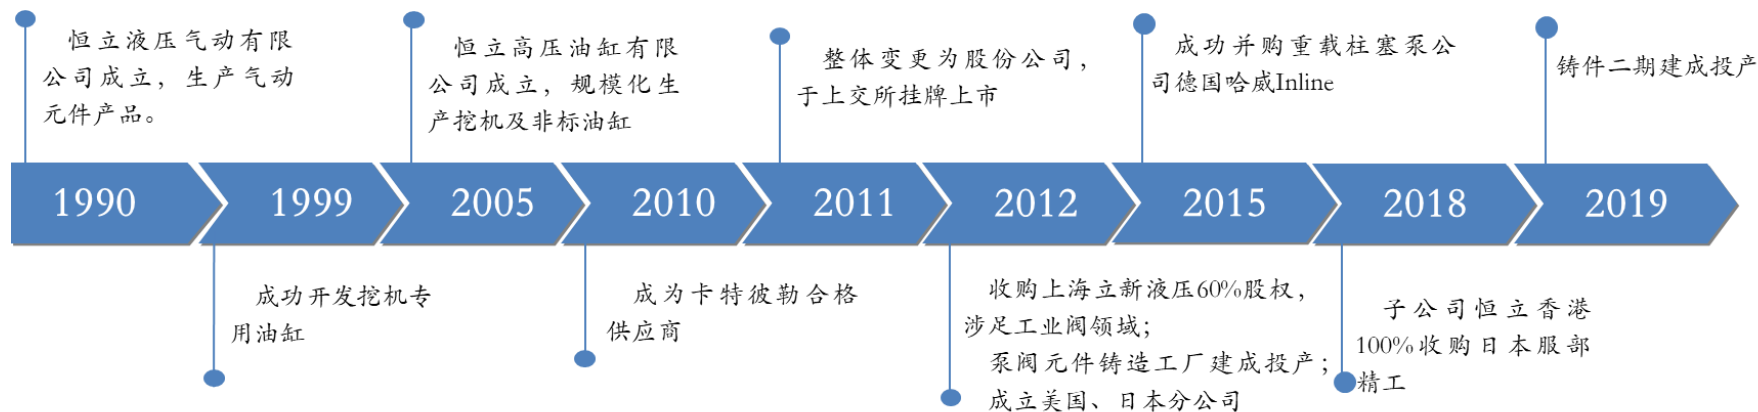 恒立液压气动有限
公司成立，生产气动
元件产品。
恒立高压油缸有限
公司成立，规模化生
产挖机及非标油缸
整体变更为股份公司，
于上交所挂牌上市
成功并购重载柱塞泵公
司德国哈威Inline
铸件二期建成投产
1990
1999
2005
2010
2011
2012
2015
2018
2019
成功开发挖机专
用油缸
成为卡特彼勒合格
供应商
收购上海立新液压60%股权，
涉足工业阀领域；
泵阀元件铸造工厂建成投产；
成立美国、日本分公司
子公司恒立香港
100%收购日本服部
精工